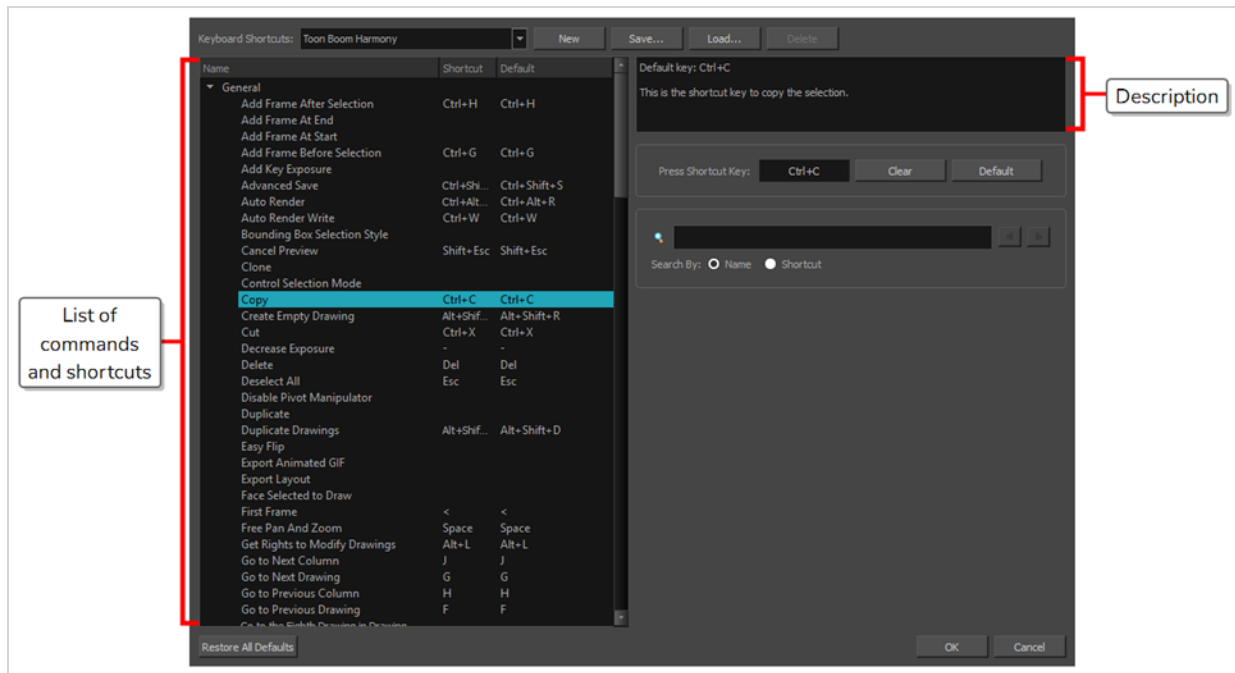 Keyboard Shortcuts: Toon Boom Harmony New Save... Load... Delete
Name Shortcut Default
General
Add Frame After Selection Ctrl+H Ctrl+H
Add Frame At End
Add Frame At Start
Add Frame Before Selection Ctrl+G Ctrl+G
Add Key Exposure
Advanced Save Ctrl+Shi... Ctrl+Shift+S
Auto Render Ctrl+Alt... Ctrl+Alt+R
Auto Render Write Ctrl+W Ctrl+W
Bounding Box Selection Style
Cancel Preview Shift+Esc Shift+Esc
Clone
Control Selection Mode
Copy Ctrl+C Ctrl+C
Create Empty Drawing Alt+Shif... Alt+Shift+R
Cut Ctrl+X Ctrl+X
Decrease Exposure - -
Delete Del Del
Deselect All Esc Esc
Disable Pivot Manipulator
Duplicate
Duplicate Drawings Alt+Shif... Alt+Shift+D
Easy Flip
Export Animated GIF
Export Layout
Face Selected to Draw
First Frame < <
Free Pan And Zoom Space Space
Get Rights to Modify Drawings Alt+L Alt+L
Go to Next Column J J
Go to Next Drawing G G
Go to Previous Column H H
Go to Previous Drawing F F
Go to the Eighth Drawing in Drawing
Default key: Ctrl+C
This is the shortcut key to copy the selection.
Press Shortcut Key: Ctrl+C Clear Default
Search By: Name Shortcut
Restore All Defaults OK Cancel
List of
commands
and shortcuts
Description